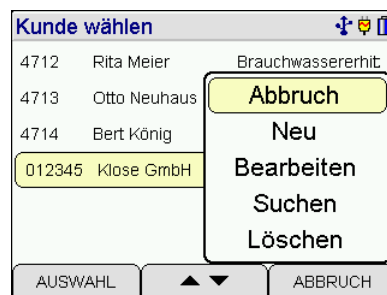 Kunde wählen
4712 Rita Meier Brauchwassererhit
4713 Otto Neuhaus
4714 Bert König
012345 Klose GmbH
Abbruch
Neu
Bearbeiten
Suchen
Löschen
AUSWAHL ABBRUCH